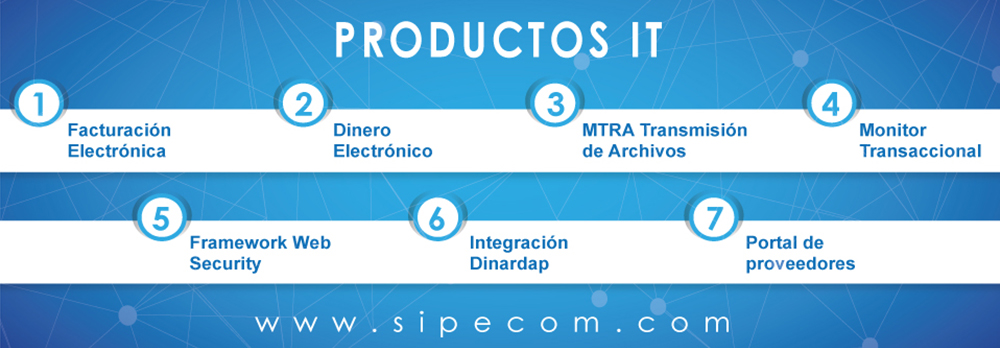 PRODUCTOS IT
1
Facturación
Electrónica
2
Dinero
Electrónico
3
MTRA Transmisión
de Archivos
4
Monitor
Transaccional
5
Framework Web
Security
6
Integración
Dinardap
7
Portal de
proveedores
www.sipecom.com